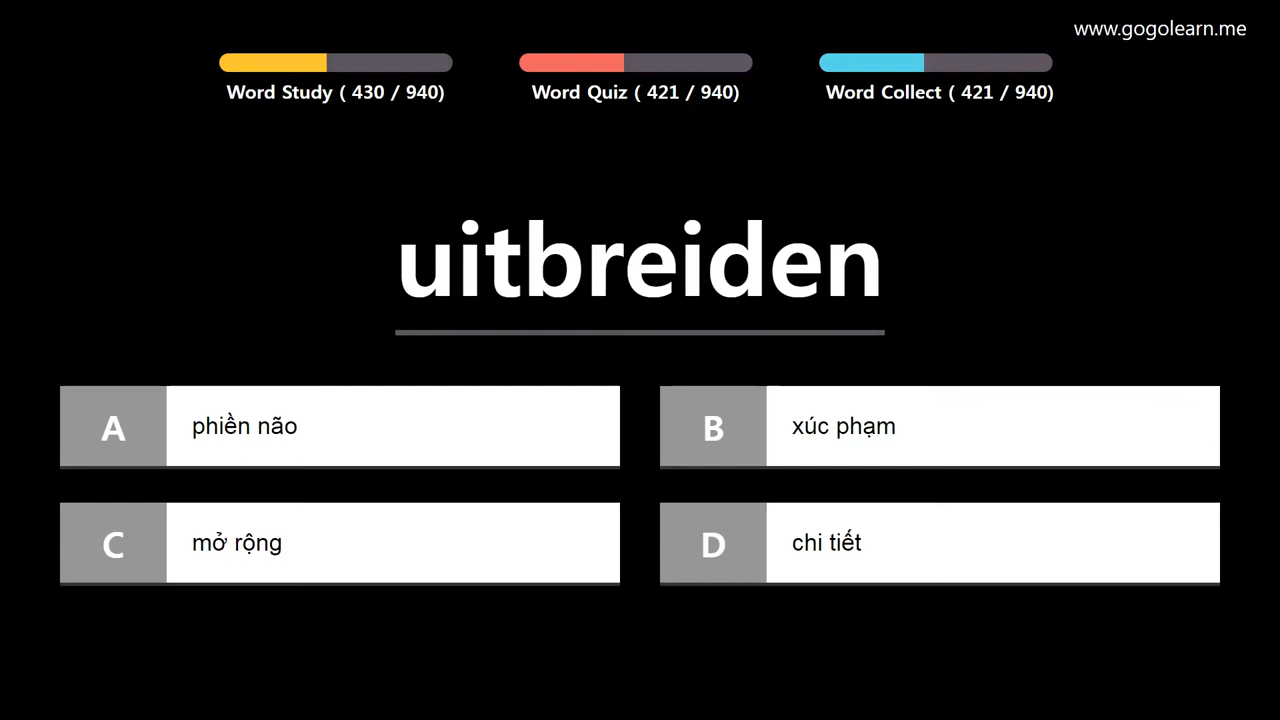 www.gogolearn.me
Word Study ( 430 / 940)
Word Quiz ( 421 / 940)
Word Collect ( 421 / 940)
uitbreiden
A
phiền não
B
xúc phạm
C
mở rộng
D
chi tiết